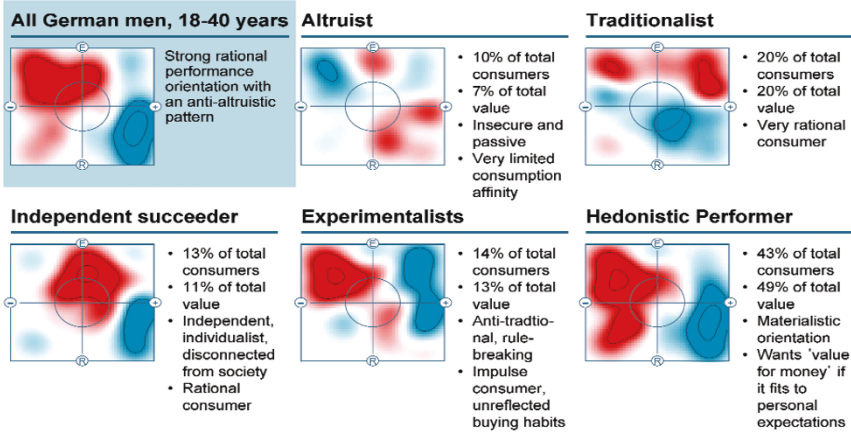 All German men, 18-40 years
Strong rational
performance
orientation with
an anti-altruistic
pattern
E
−
+
R
Altruist
E
−
+
R
• 10% of total
consumers
• 7% of total
value
• Insecure and
passive
• Very limited
consumption
affinity
Traditionalist
E
−
+
R
• 20% of total
consumers
• 20% of total
value
• Very rational
consumer
Independent succeeder
E
−
+
R
• 13% of total
consumers
• 11% of total
value
• Independent,
individualist,
disconnected
from society
• Rational
consumer
Experimentalists
E
−
+
R
• 14% of total
consumers
• 13% of total
value
• Anti-tradtio-
nal, rule-
breaking
• Impulse
consumer,
unreflected
buying habits
Hedonistic Performer
E
−
+
R
• 43% of total
consumers
• 49% of total
value
• Materialistic
orientation
• Wants 'value
for money' if
it fits to
personal
expectations